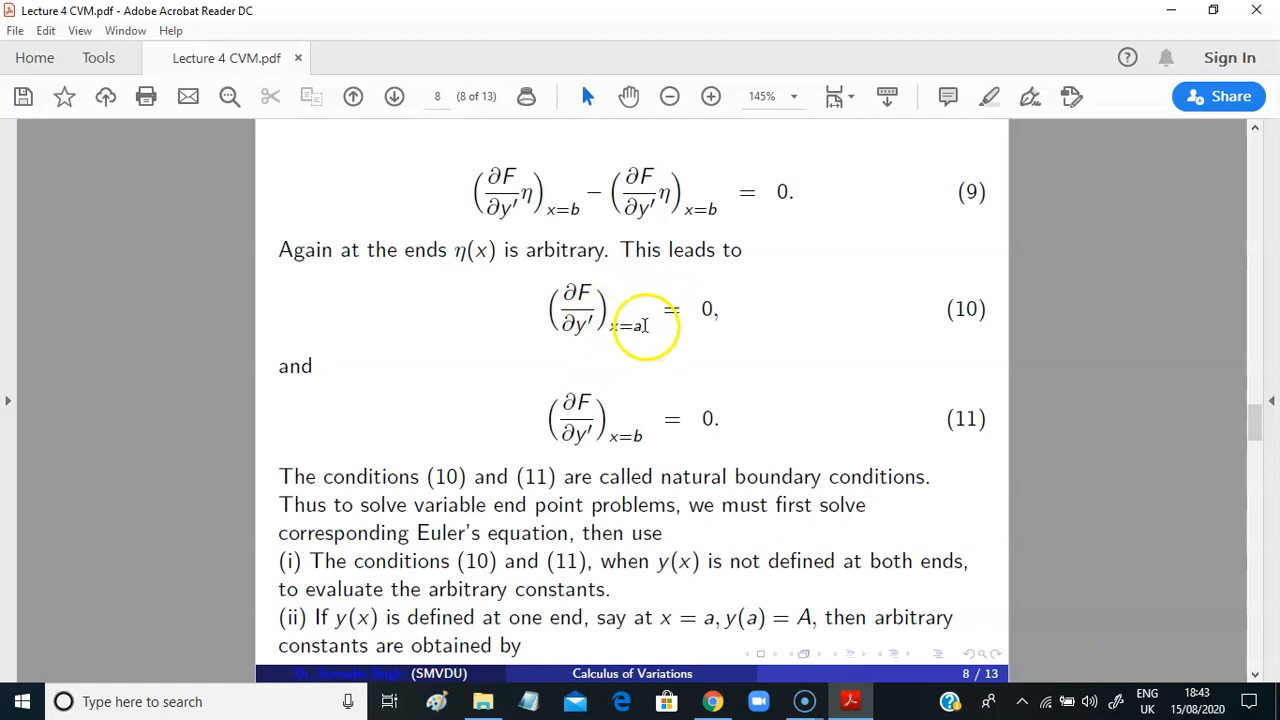 Lecture 4 CVM.pdf - Adobe Acrobat Reader DC
File Edit View Window Help
Home Tools Lecture 4 CVM.pdf × Sign In
8 (8 of 13) 145% Share
(∂F/∂y′ η)x=b − (∂F/∂y′ η)x=b = 0. (9)
Again at the ends η(x) is arbitrary. This leads to
(∂F/∂y′)x=a = 0, (10)
and
(∂F/∂y′)x=b = 0. (11)
The conditions (10) and (11) are called natural boundary conditions.
Thus to solve variable end point problems, we must first solve
corresponding Euler's equation, then use
(i) The conditions (10) and (11), when y(x) is not defined at both ends,
to evaluate the arbitrary constants.
(ii) If y(x) is defined at one end, say at x = a, y(a) = A, then arbitrary
constants are obtained by
Singh (SMVDU) Calculus of Variations 8 / 13
Type here to search
ENG 18:43
UK 15/08/2020